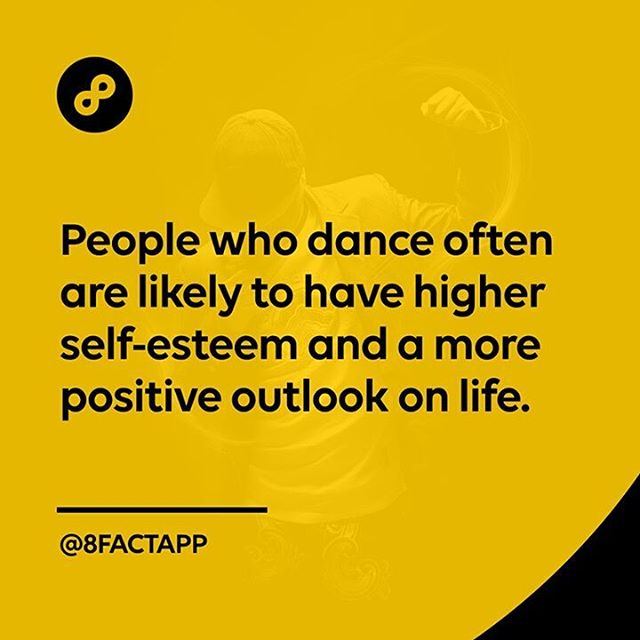 People who dance often
are likely to have higher
self-esteem and a more
positive outlook on life.
@8FACTAPP